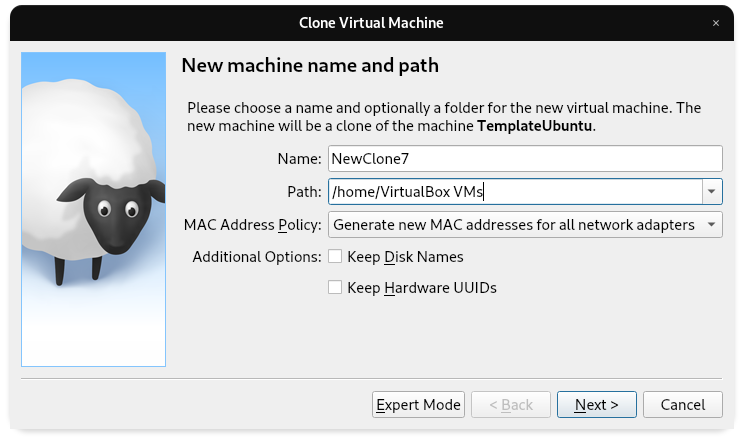 Clone Virtual Machine
×
New machine name and path
Please choose a name and optionally a folder for the new virtual machine. The
new machine will be a clone of the machine TemplateUbuntu.
Name: NewClone7
Path: /home/VirtualBox VMs
MAC Address Policy: Generate new MAC addresses for all network adapters
Additional Options: Keep Disk Names
Keep Hardware UUIDs
Expert Mode < Back Next > Cancel